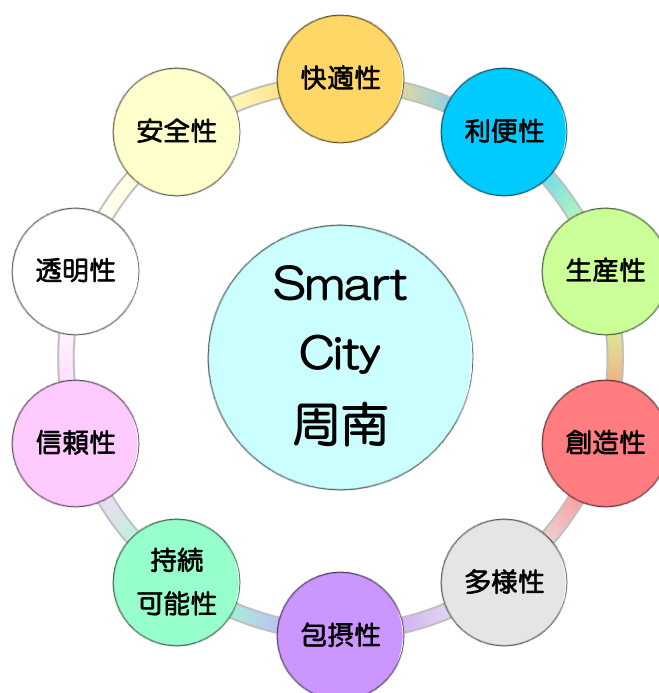 快適性
利便性
生産性
創造性
多様性
包摂性
持続
可能性
信頼性
透明性
安全性
Smart
City
周南